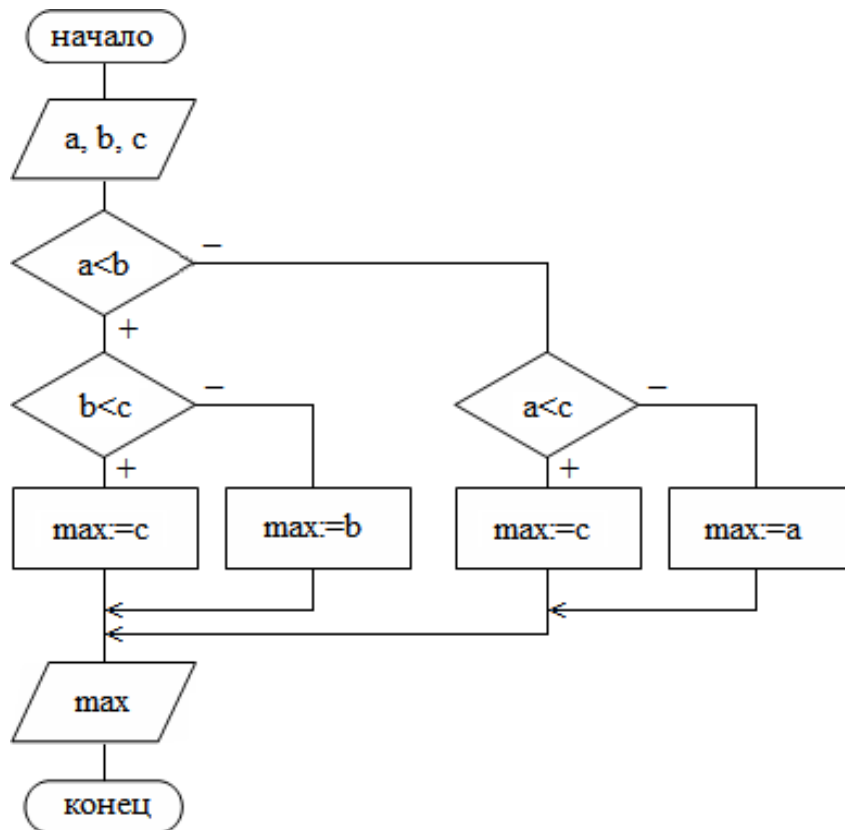 начало
a, b, c
a<b
–
+
b<c
–
a<c
–
+
+
max:=c
max:=b
max:=c
max:=a
max
конец